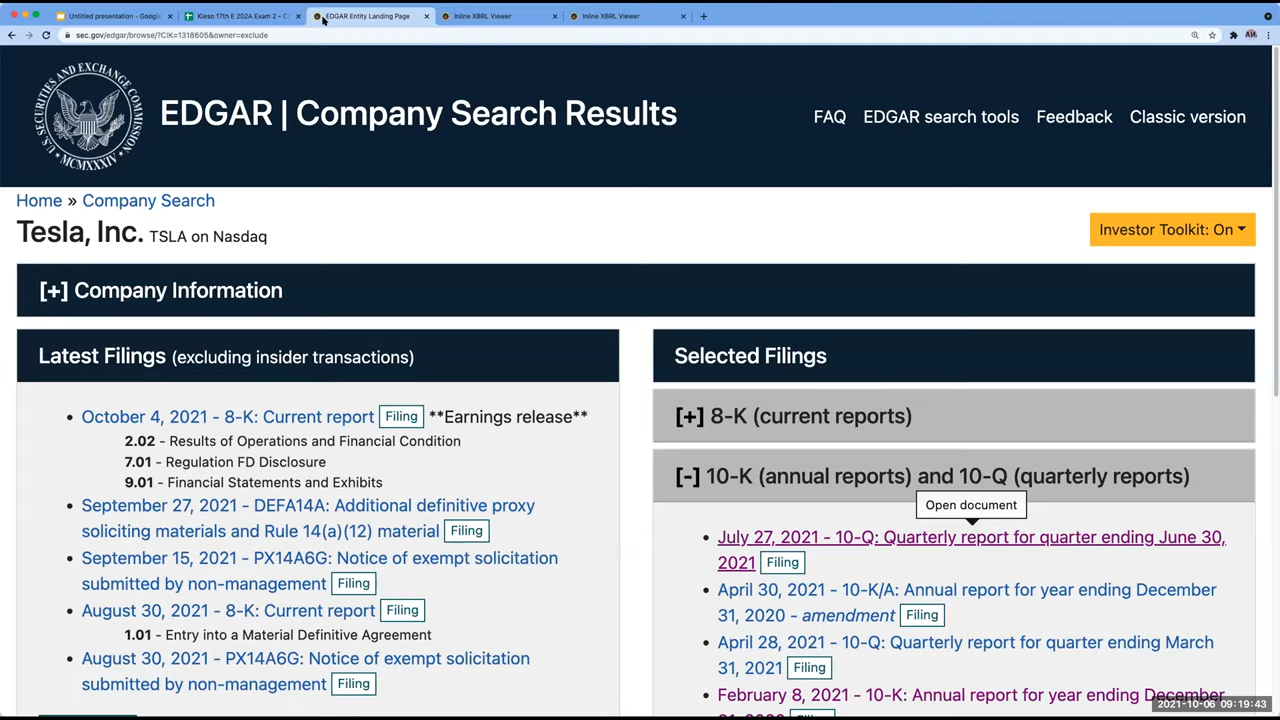 Untitled presentation - Google
Kieso 17th E 202A Exam 2 - C
EDGAR Entity Landing Page
Inline XBRL Viewer
Inline XBRL Viewer
sec.gov/edgar/browse/?CIK=1318605&owner=exclude
U.S. SECURITIES AND EXCHANGE COMMISSION
MCMXXXIV
EDGAR | Company Search Results
FAQ
EDGAR search tools
Feedback
Classic version
Home » Company Search
Tesla, Inc. TSLA on Nasdaq
Investor Toolkit: On
[+] Company Information
Latest Filings (excluding insider transactions)
• October 4, 2021 - 8-K: Current report Filing **Earnings release**
2.02 - Results of Operations and Financial Condition
7.01 - Regulation FD Disclosure
9.01 - Financial Statements and Exhibits
• September 27, 2021 - DEFA14A: Additional definitive proxy
soliciting materials and Rule 14(a)(12) material Filing
• September 15, 2021 - PX14A6G: Notice of exempt solicitation
submitted by non-management Filing
• August 30, 2021 - 8-K: Current report Filing
1.01 - Entry into a Material Definitive Agreement
• August 30, 2021 - PX14A6G: Notice of exempt solicitation
submitted by non-management Filing
Selected Filings
[+] 8-K (current reports)
[-] 10-K (annual reports) and 10-Q (quarterly reports)
Open document
• July 27, 2021 - 10-Q: Quarterly report for quarter ending June 30,
2021 Filing
• April 30, 2021 - 10-K/A: Annual report for year ending December
31, 2020 - amendment Filing
• April 28, 2021 - 10-Q: Quarterly report for quarter ending March
31, 2021 Filing
• February 8, 2021 - 10-K: Annual report for year ending December
2021-10-06 09:19:43